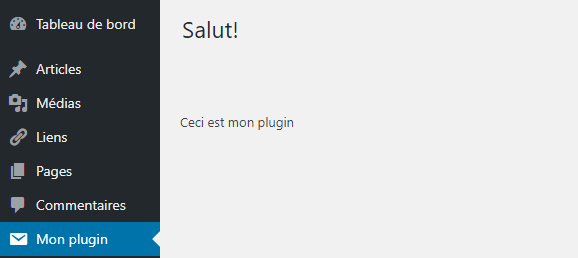 Tableau de bord
Articles
Médias
Liens
Pages
Commentaires
Mon plugin
Salut!
Ceci est mon plugin